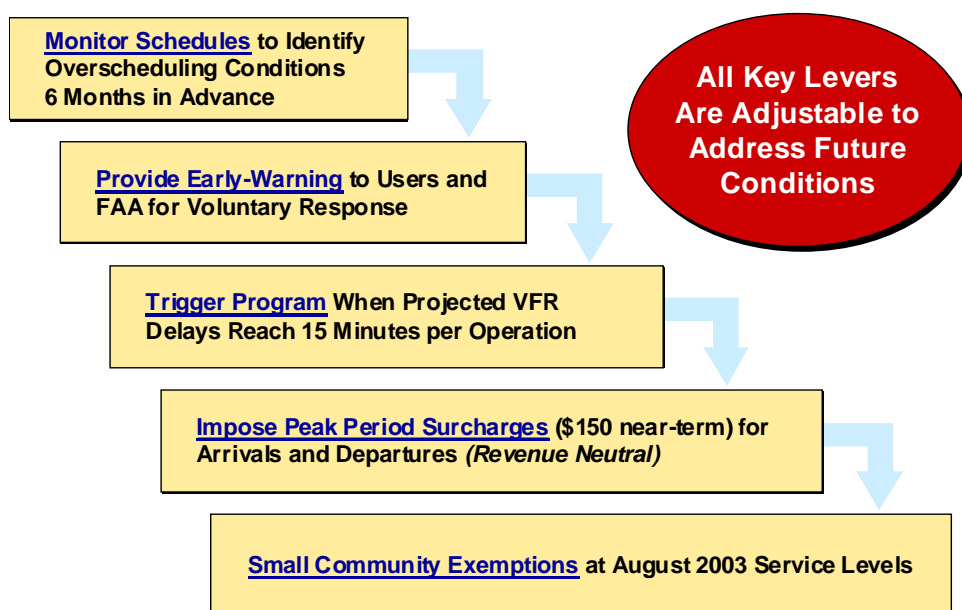 Monitor Schedules to Identify
Overscheduling Conditions
6 Months in Advance
All Key Levers
Are Adjustable to
Address Future
Conditions
Provide Early-Warning to Users and
FAA for Voluntary Response
Trigger Program When Projected VFR
Delays Reach 15 Minutes per Operation
Impose Peak Period Surcharges ($150 near-term) for
Arrivals and Departures (Revenue Neutral)
Small Community Exemptions at August 2003 Service Levels